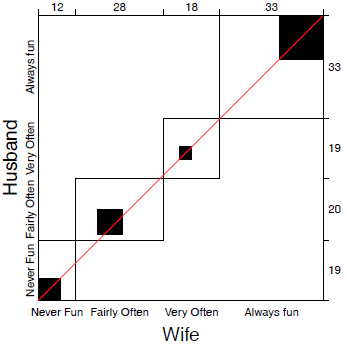 12 28 18 33
Always fun
33
Very Often
19
Husband
Fairly Often
20
Never Fun
19
Never Fun Fairly Often Very Often Always fun
Wife